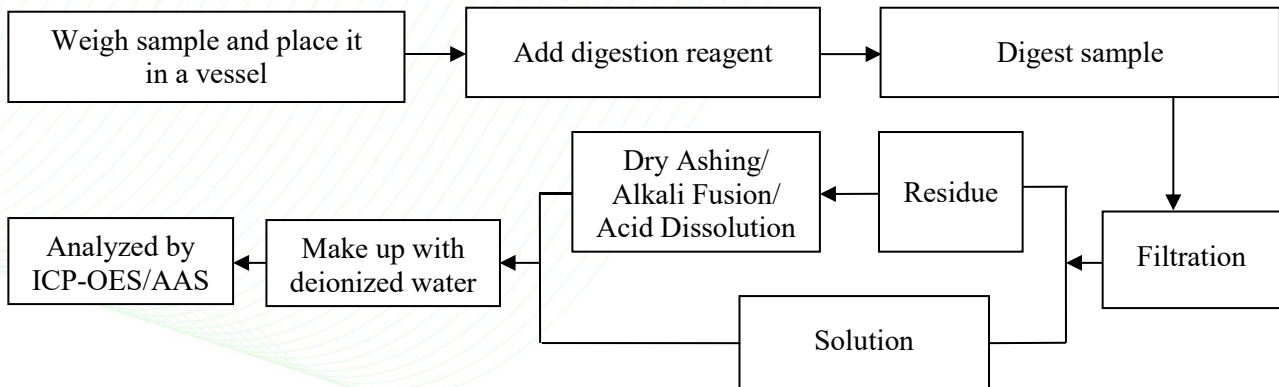 Weigh sample and place it
in a vessel
Add digestion reagent
Digest sample
Filtration
Residue
Dry Ashing/
Alkali Fusion/
Acid Dissolution
Solution
Make up with
deionized water
Analyzed by
ICP-OES/AAS